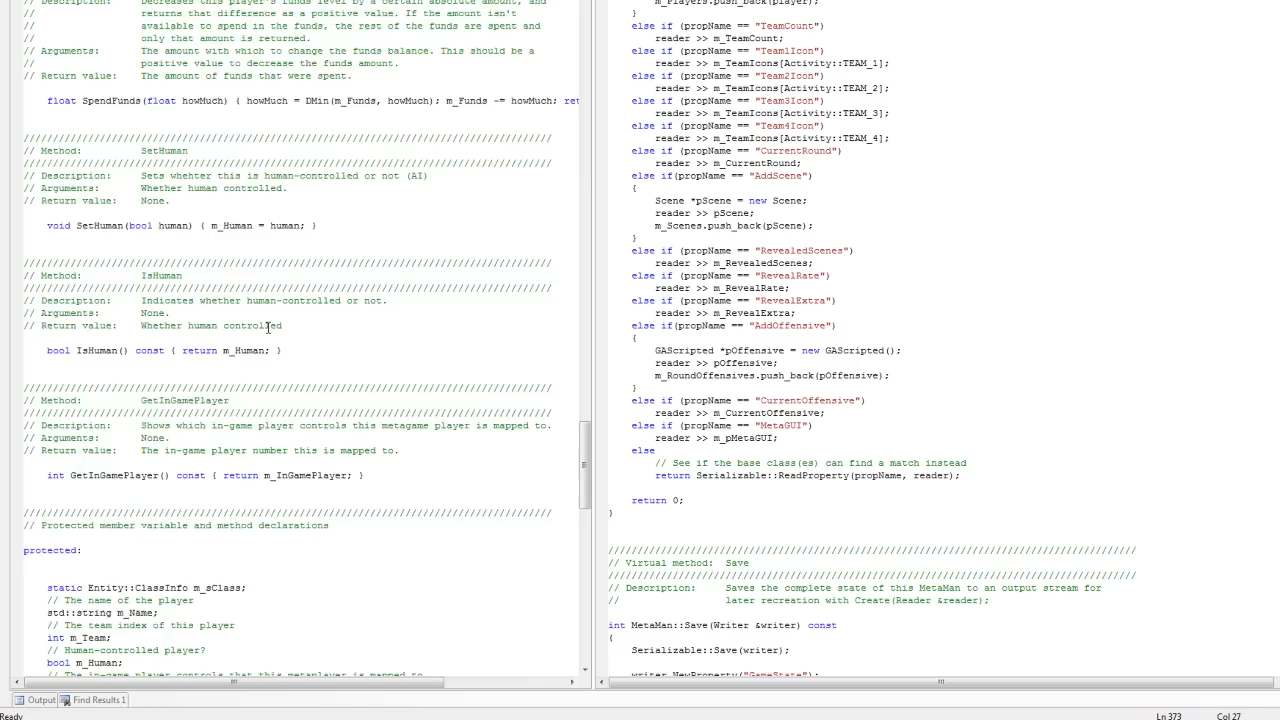 // Description:     Decreases this player's funds level by a certain absolute amount, and
//                  returns that difference as a positive value. If the amount isn't
//                  available to spend in the funds, the rest of the funds are spent and
//                  only that amount is returned.
// Arguments:       The amount with which to change the funds balance. This should be a
//                  positive value to decrease the funds amount.
// Return value:    The amount of funds that were spent.
float SpendFunds(float howMuch) { howMuch = DMin(m_Funds, howMuch); m_Funds -= howMuch; ret
//////////////////////////////////////////////////////////////////////////////////////////
// Method:          SetHuman
//////////////////////////////////////////////////////////////////////////////////////////
// Description:     Sets whehter this is human-controlled or not (AI)
// Arguments:       Whether human controlled.
// Return value:    None.
void SetHuman(bool human) { m_Human = human; }
//////////////////////////////////////////////////////////////////////////////////////////
// Method:          IsHuman
//////////////////////////////////////////////////////////////////////////////////////////
// Description:     Indicates whether human-controlled or not.
// Arguments:       None.
// Return value:    Whether human controlled
bool IsHuman() const { return m_Human; }
//////////////////////////////////////////////////////////////////////////////////////////
// Method:          GetInGamePlayer
//////////////////////////////////////////////////////////////////////////////////////////
// Description:     Shows which in-game player controls this metagame player is mapped to.
// Arguments:       None.
// Return value:    The in-game player number this is mapped to.
int GetInGamePlayer() const { return m_InGamePlayer; }
//////////////////////////////////////////////////////////////////////////////////////////
// Protected member variable and method declarations
protected:
static Entity::ClassInfo m_sClass;
// The name of the player
std::string m_Name;
// The team index of this player
int m_Team;
// Human-controlled player?
bool m_Human;
// The in-game player controls that this metaplayer is mapped to
m_Players.push_back(player);
}
else if (propName == "TeamCount")
reader >> m_TeamCount;
else if (propName == "Team1Icon")
reader >> m_TeamIcons[Activity::TEAM_1];
else if (propName == "Team2Icon")
reader >> m_TeamIcons[Activity::TEAM_2];
else if (propName == "Team3Icon")
reader >> m_TeamIcons[Activity::TEAM_3];
else if (propName == "Team4Icon")
reader >> m_TeamIcons[Activity::TEAM_4];
else if (propName == "CurrentRound")
reader >> m_CurrentRound;
else if(propName == "AddScene")
{
Scene *pScene = new Scene;
reader >> pScene;
m_Scenes.push_back(pScene);
}
else if (propName == "RevealedScenes")
reader >> m_RevealedScenes;
else if (propName == "RevealRate")
reader >> m_RevealRate;
else if (propName == "RevealExtra")
reader >> m_RevealExtra;
else if(propName == "AddOffensive")
{
GAScripted *pOffensive = new GAScripted();
reader >> pOffensive;
m_RoundOffensives.push_back(pOffensive);
}
else if (propName == "CurrentOffensive")
reader >> m_CurrentOffensive;
else if (propName == "MetaGUI")
reader >> m_pMetaGUI;
else
// See if the base class(es) can find a match instead
return Serializable::ReadProperty(propName, reader);
return 0;
}
//////////////////////////////////////////////////////////////////////////////////////////
// Virtual method:  Save
//////////////////////////////////////////////////////////////////////////////////////////
// Description:     Saves the complete state of this MetaMan to an output stream for
//                  later recreation with Create(Reader &reader);
int MetaMan::Save(Writer &writer) const
{
Serializable::Save(writer);
writer.NewProperty("GameState");
Output Find Results 1
Ready Ln 373 Col 27